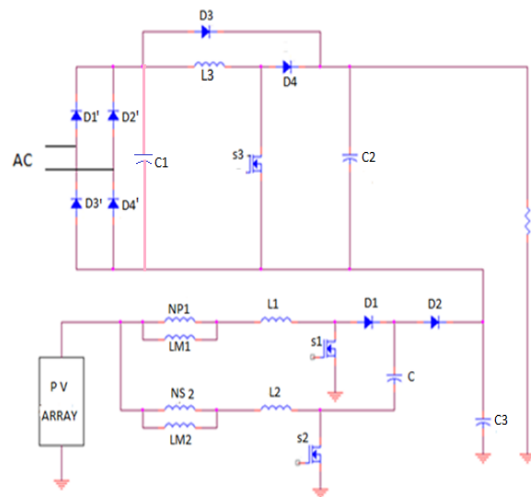 D3
L3
D4
D1'
D2'
s3
C1
C2
AC
D3'
D4'
NP1
L1
D1
D2
LM1
s1
P V
ARRAY
NS 2
L2
C
LM2
s2
C3